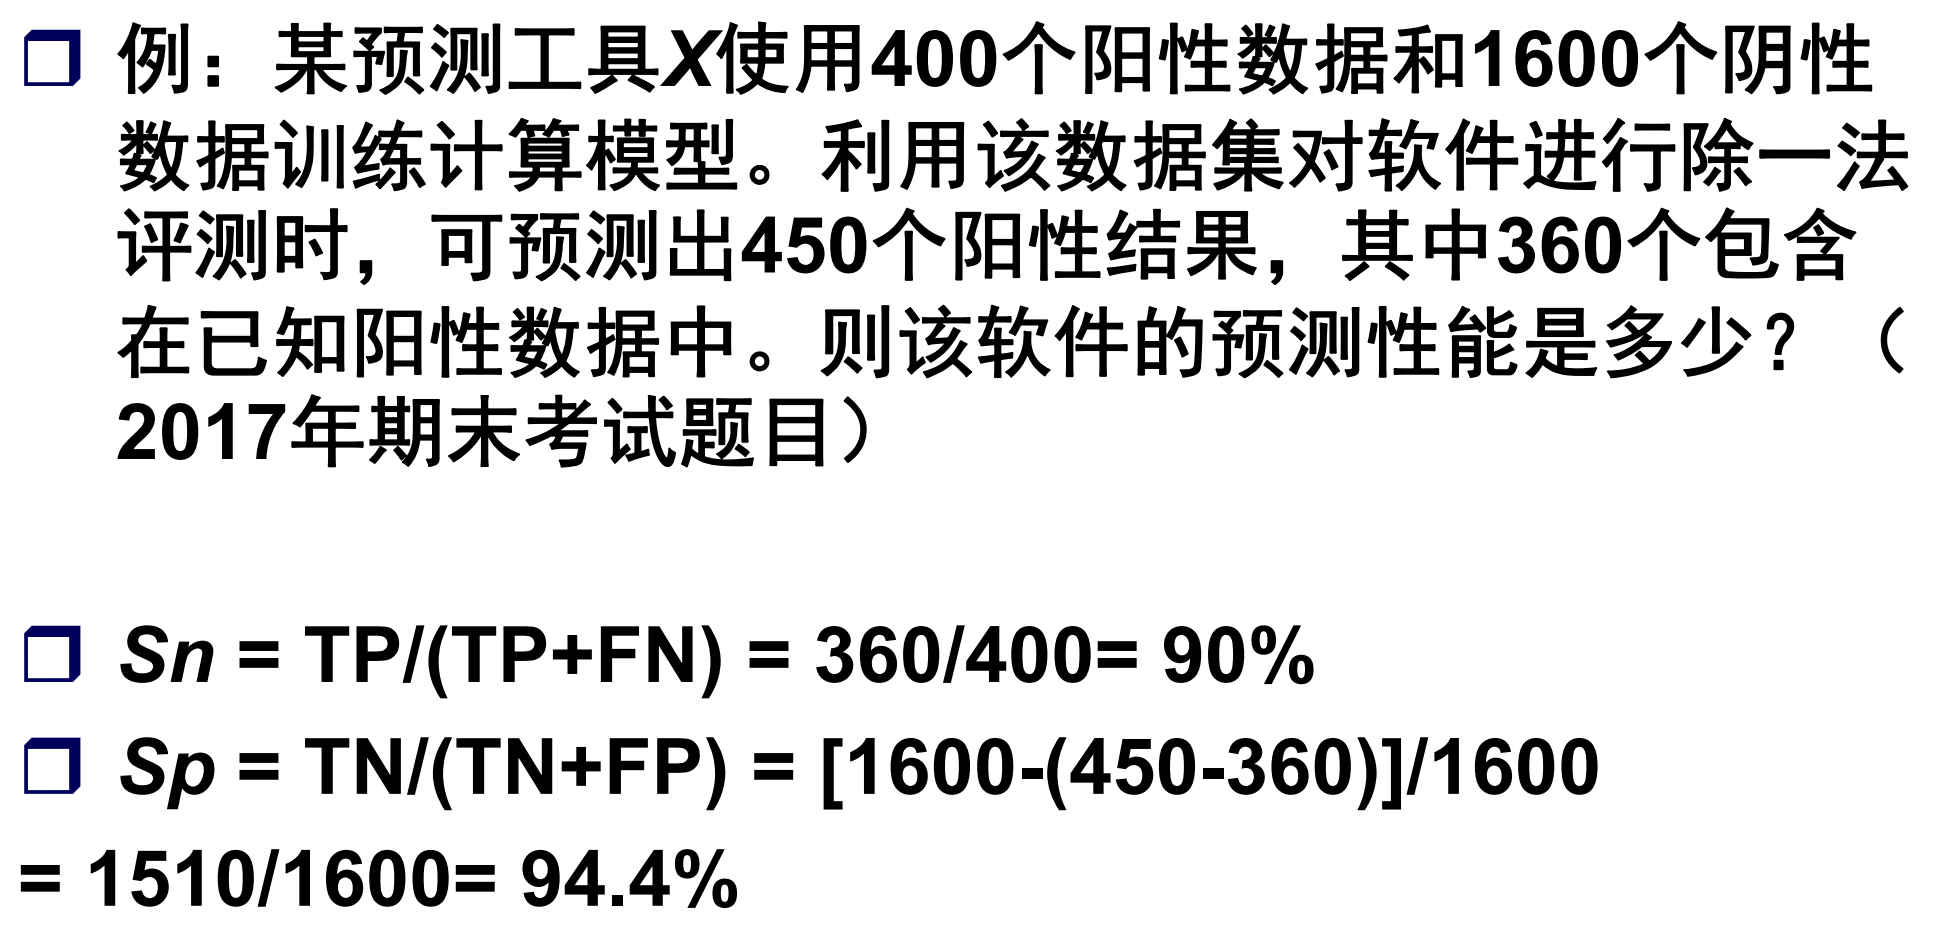 例：某预测工具X使用400个阳性数据和1600个阴性
数据训练计算模型。利用该数据集对软件进行除一法
评测时，可预测出450个阳性结果，其中360个包含
在已知阳性数据中。则该软件的预测性能是多少？（
2017年期末考试题目）
Sn = TP/(TP+FN) = 360/400= 90%
Sp = TN/(TN+FP) = [1600-(450-360)]/1600
= 1510/1600= 94.4%